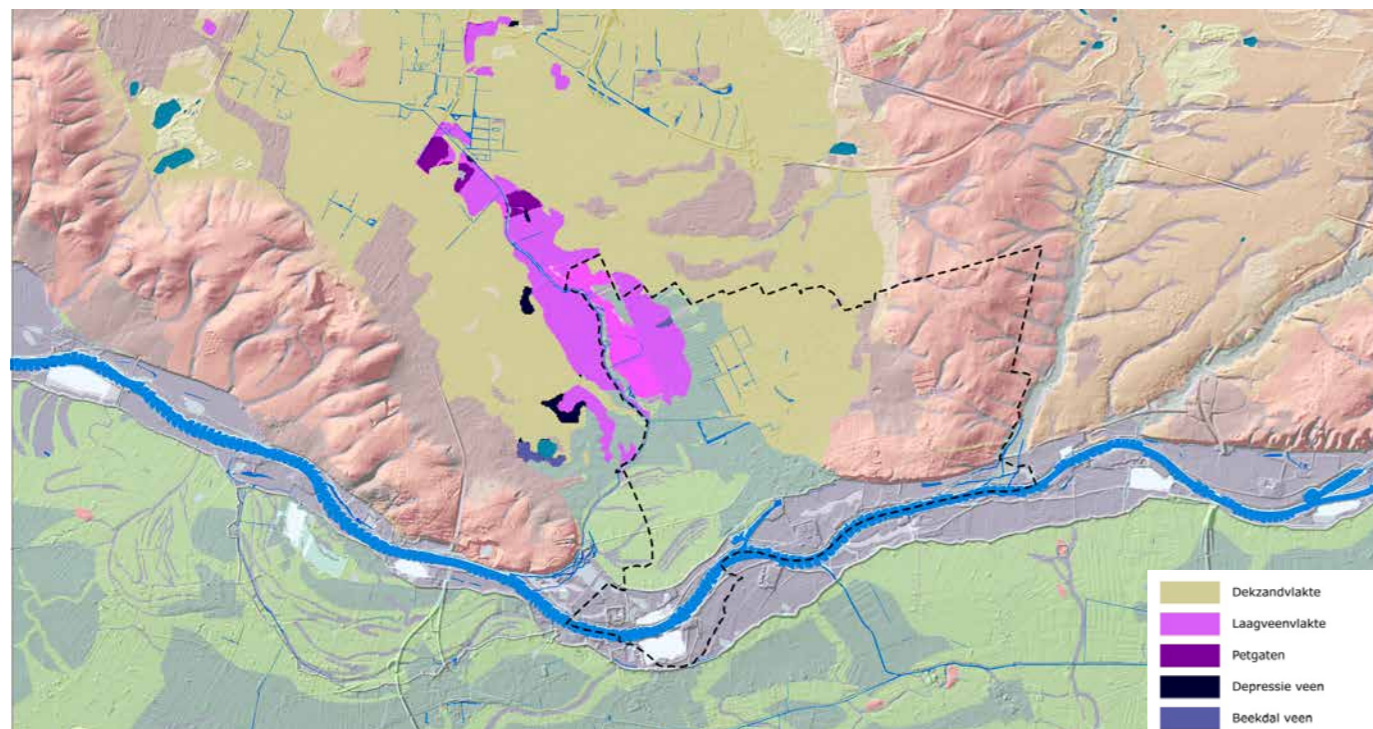 Dekzandvlakte
Laagveenvlakte
Petgaten
Depressie veen
Beekdal veen